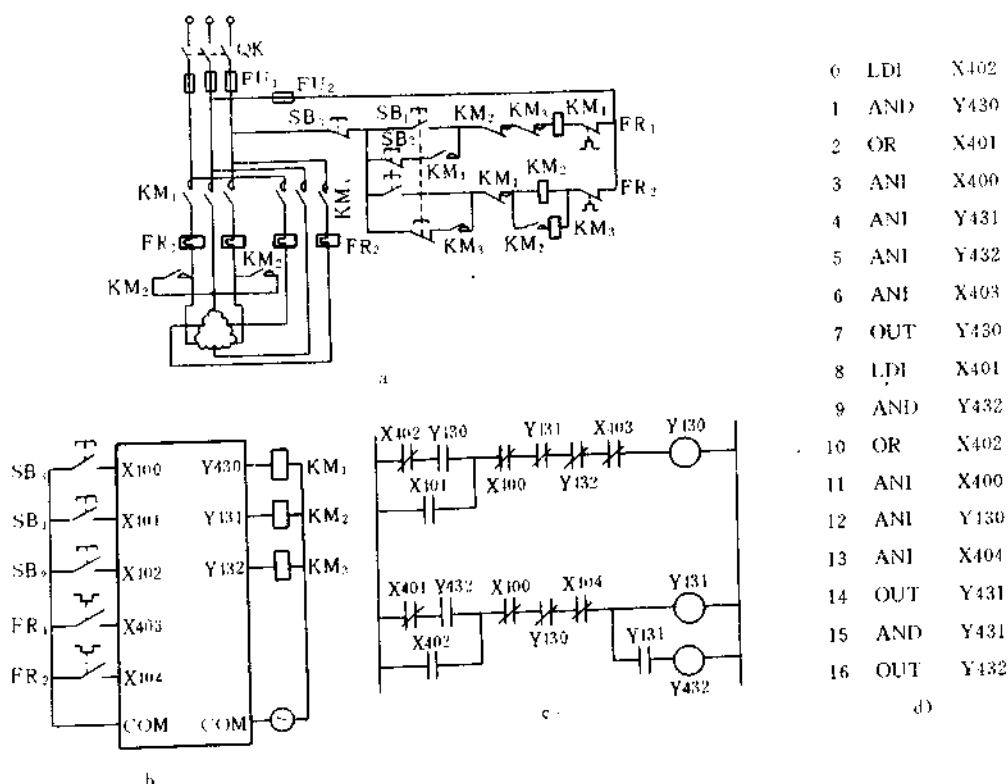 QK
FU₁
FU₂
SB₃
SB₁
KM₂
KM₃
KM₁
FR₁
SB₂
KM₁
KM₂
KM₁
FR₂
KM₁
KM₃
KM₂
KM₃
FR₁
FR₂
KM₂
KM₂
a
SB₃
X400
Y430
KM₁
SB₁
X401
Y431
KM₂
SB₂
X402
Y432
KM₃
FR₁
X403
FR₂
X404
COM
COM
b
X402
Y430
Y431
X403
Y430
X401
X400
Y432
X401
Y432
X400
X404
Y431
X402
Y430
Y431
Y432
c
0 LDI X402
1 AND Y430
2 OR X401
3 ANI X400
4 ANI Y431
5 ANI Y432
6 ANI X403
7 OUT Y430
8 LDI X401
9 AND Y432
10 OR X402
11 ANI X400
12 ANI Y430
13 ANI X404
14 OUT Y431
15 AND Y431
16 OUT Y432
d)